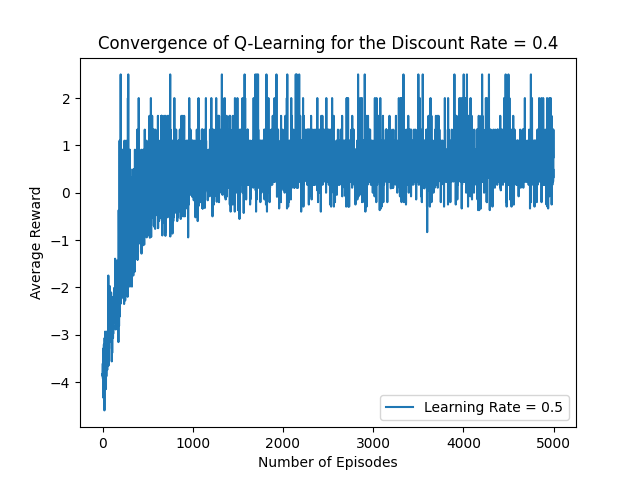 Convergence of Q-Learning for the Discount Rate = 0.4
2
1
0
−1
−2
−3
−4
Average Reward
Learning Rate = 0.5
0 1000 2000 3000 4000 5000
Number of Episodes